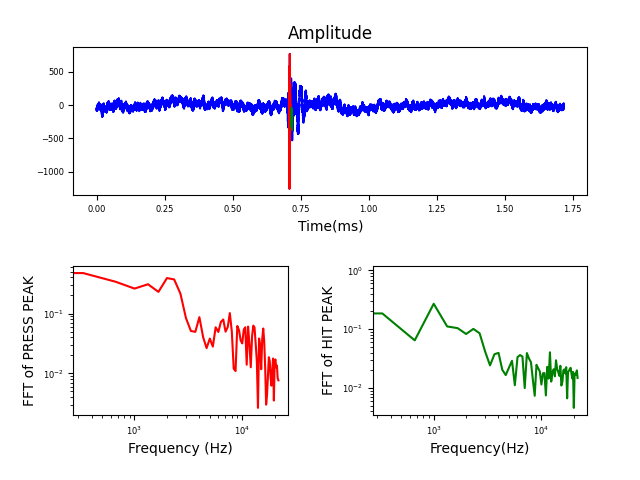 Amplitude
500
0
−500
−1000
0.00 0.25 0.50 0.75 1.00 1.25 1.50 1.75
Time(ms)
FFT of PRESS PEAK
10⁻¹
10⁻²
10³ 10⁴
Frequency (Hz)
FFT of HIT PEAK
10⁰
10⁻¹
10⁻²
10³ 10⁴
Frequency(Hz)